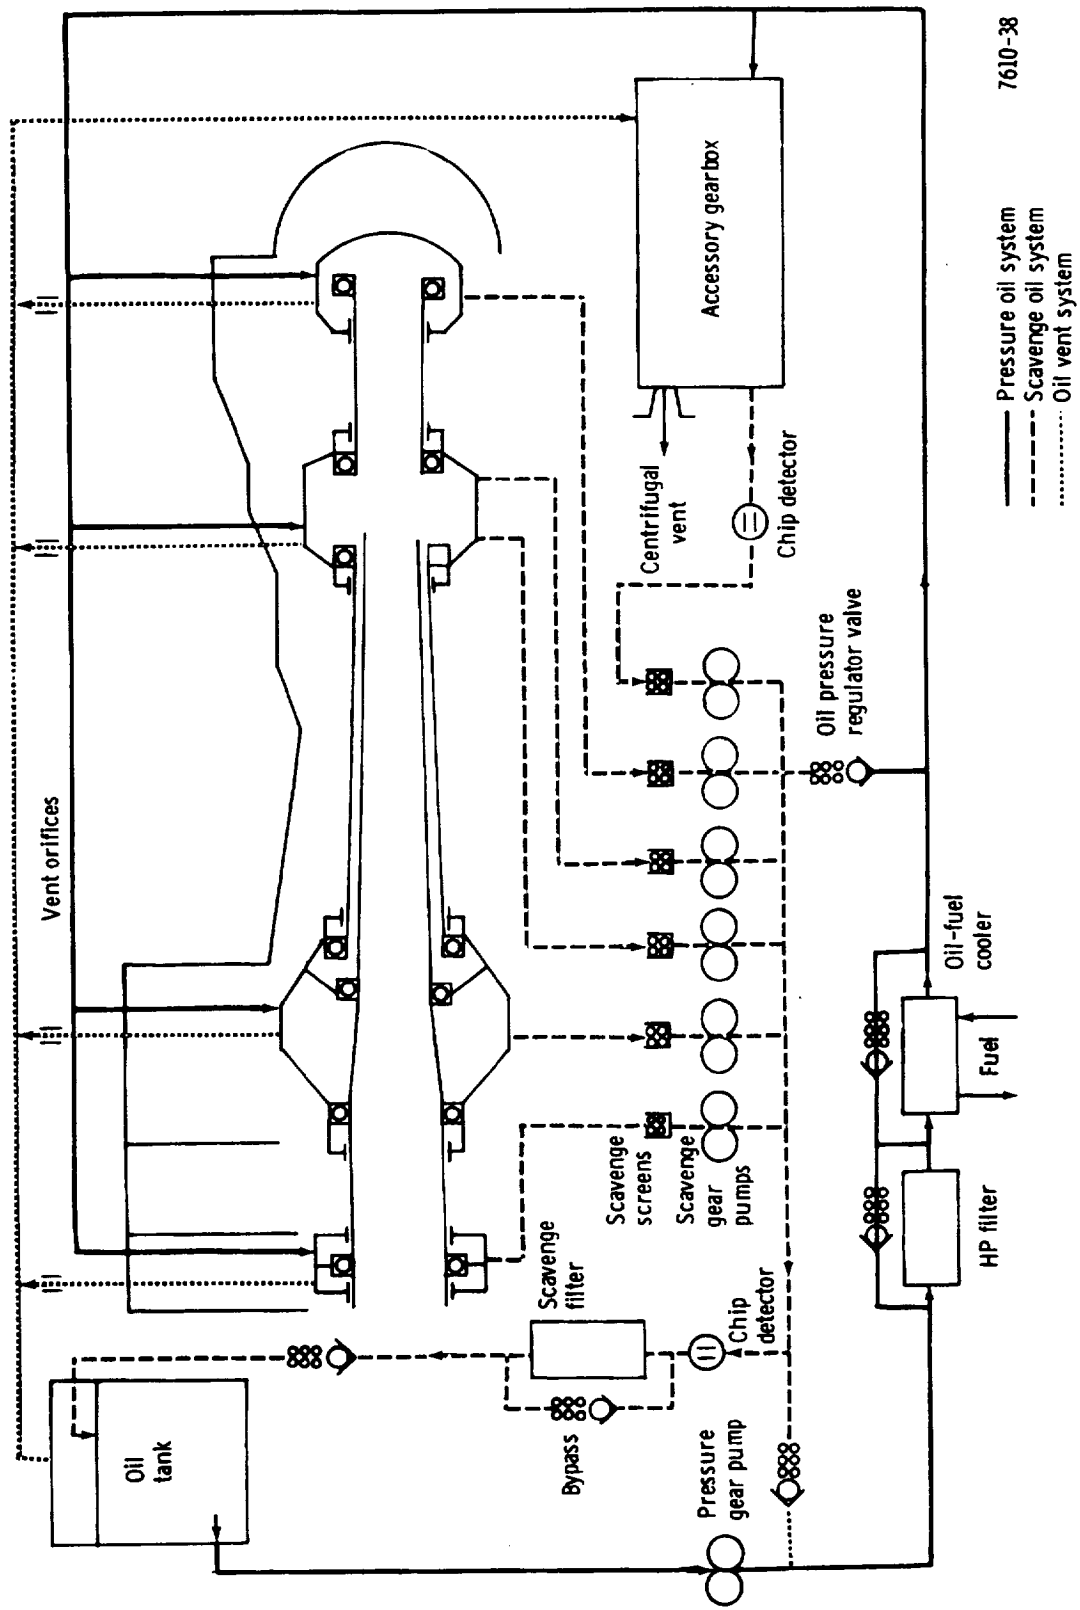 Vent orifices
Oil
tank
Bypass
Scavenge
filter
Chip
detector
Pressure
gear pump
Scavenge
screens
Scavenge
gear
pumps
HP filter
Fuel
Oil-fuel
cooler
Oil pressure
regulator valve
Chip detector
Centrifugal
vent
Accessory gearbox
Pressure oil system
Scavenge oil system
Oil vent system
7610-38